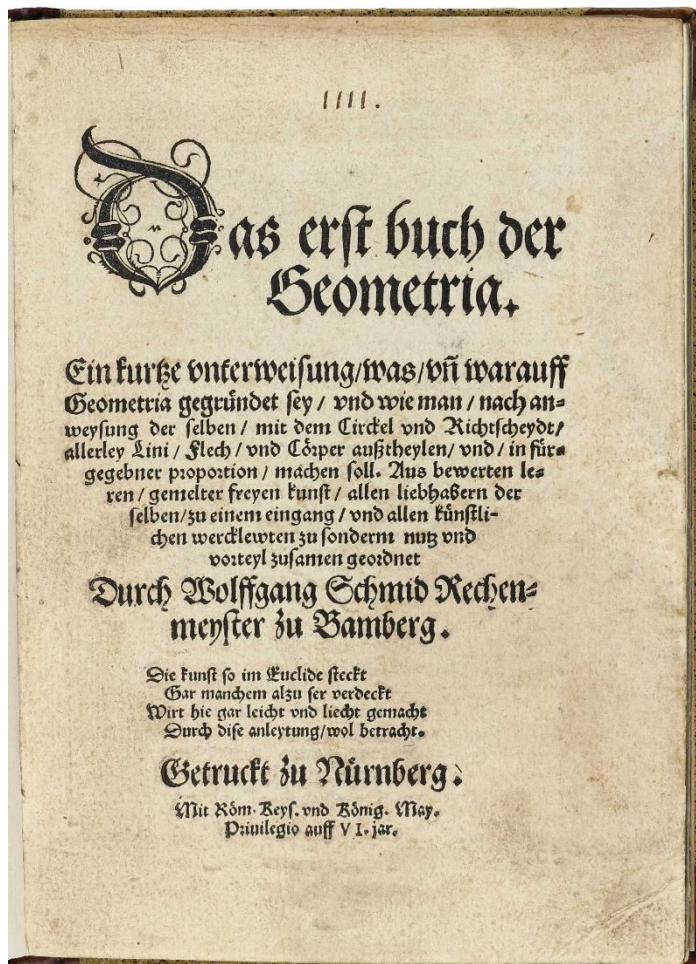 IIII.
Das erst buch der
Geometria.
Ein kurtze vnterweisung/was/vñ warauff
Geometria gegründet sey / vnd wie man / nach an=
weysung der selben / mit dem Circkel vnd Richtscheydt/
allerley Lini / Flech / vnd Cörper außtheylen/ vnd / in für=
gegebner proportion / machen soll. Aus bewerten le=
ren / gemelter freyen kunst / allen liebhabern der
selben/zu einem eingang / vnd allen künstli=
chen wercklewten zu sonderm nutz vnd
vorteyl zusamen geordnet
Durch Wolffgang Schmid Rechen=
meyster zu Bamberg.
Die kunst so im Euclide steckt
Gar manchem alzu ser verdeckt
Wirt hie gar leicht vnd liecht gemacht
Durch dise anleytung/wol betracht.
Getruckt zu Nürnberg.
Mit Röm. Keys. vnd König. May.
Priuilegio auff VI. jar.